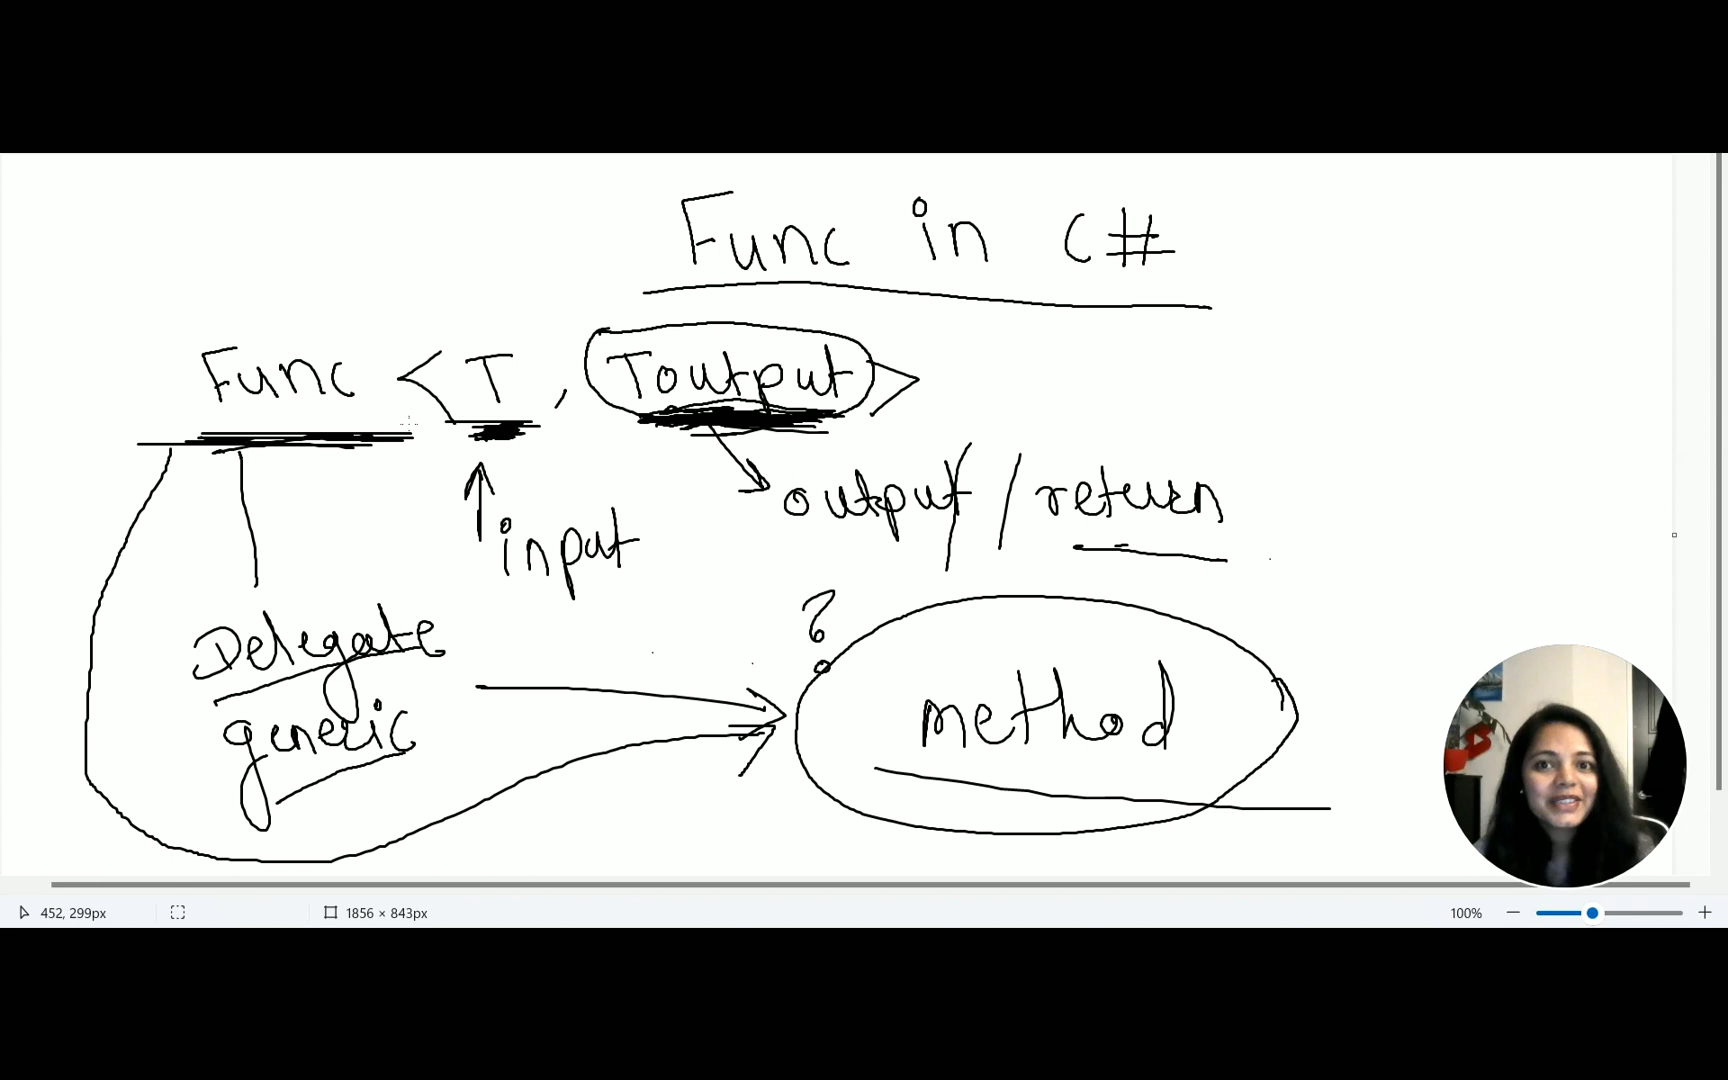 Func in C#
Func <T, Toutput>
output / return
input
?
Delegate
generic
method
452, 299px
1856 × 843px
100%